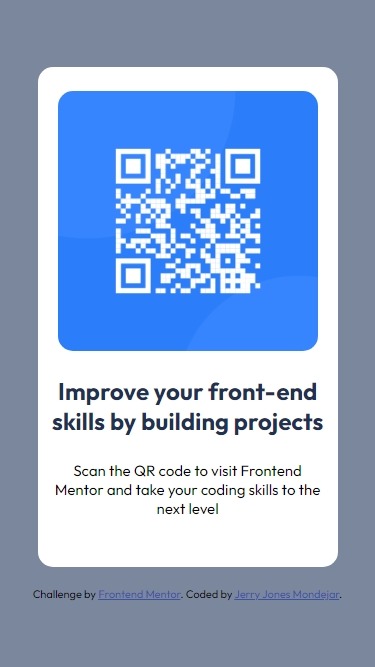 Improve your front-end
skills by building projects
Scan the QR code to visit Frontend
Mentor and take your coding skills to the
next level
Challenge by Frontend Mentor. Coded by Jerry Jones Mondejar.